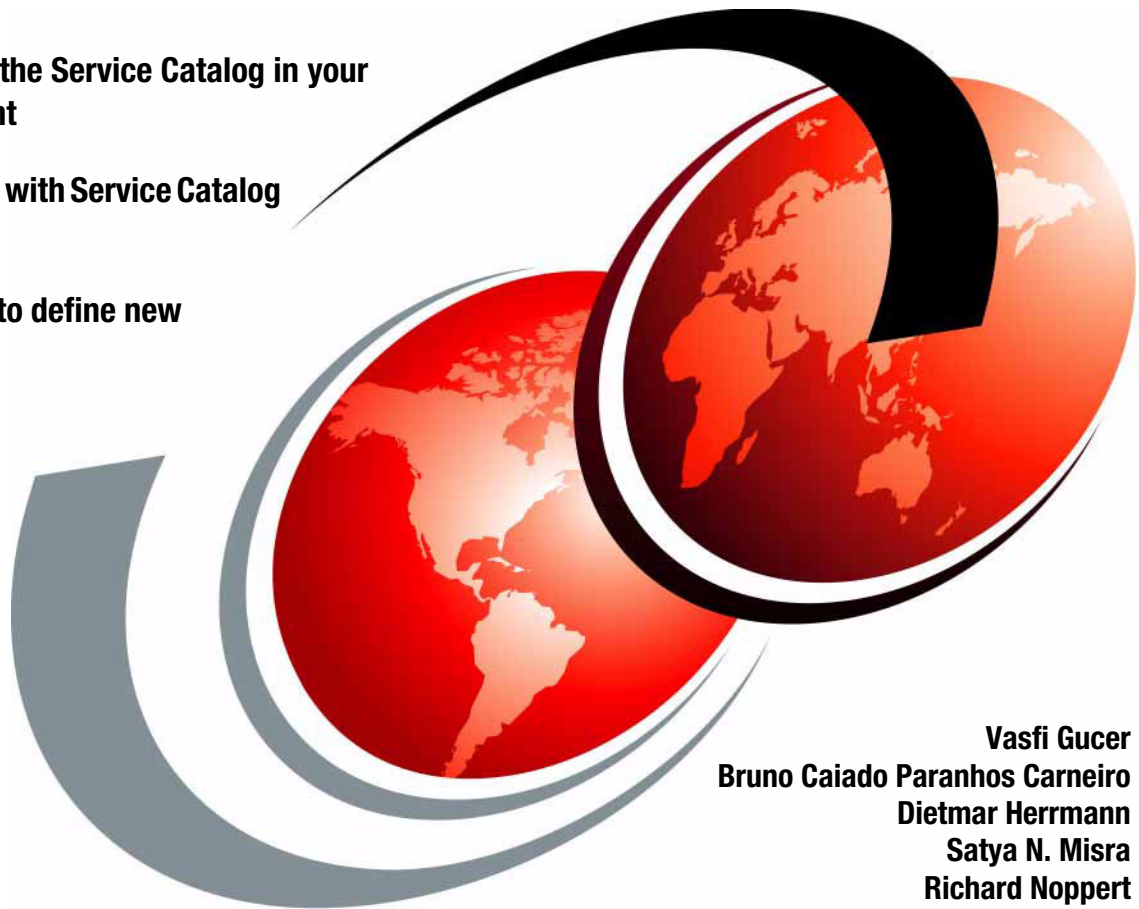 the Service Catalog in your
nt
with Service Catalog
to define new
Vasfi Gucer
Bruno Caiado Paranhos Carneiro
Dietmar Herrmann
Satya N. Misra
Richard Noppert